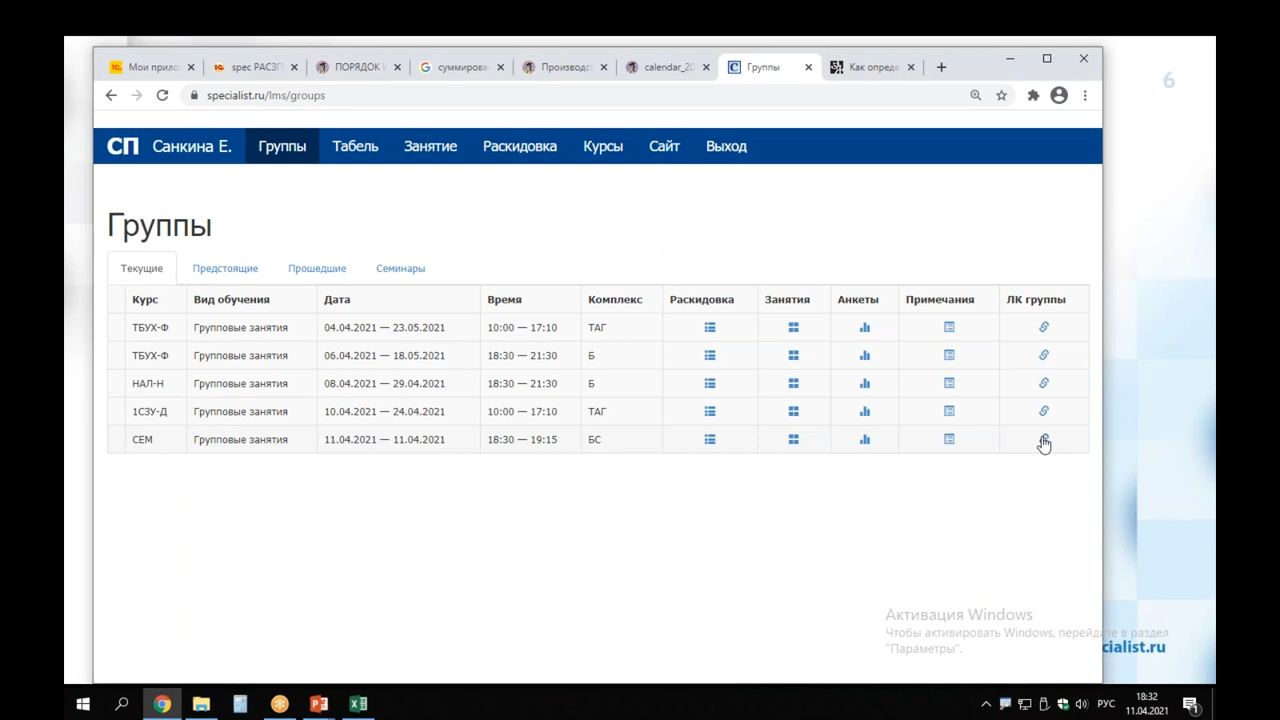 6
Мои прило
spec РАСЗП
ПОРЯДОК И
суммирова
Производст
calendar_20
Группы
Как опреде
specialist.ru/lms/groups
СП Санкина Е. Группы Табель Занятие Раскидовка Курсы Сайт Выход
Группы
Текущие Предстоящие Прошедшие Семинары
Курс Вид обучения Дата Время Комплекс Раскидовка Занятия Анкеты Примечания ЛК группы
ТБУХ-Ф Групповые занятия 04.04.2021 — 23.05.2021 10:00 — 17:10 ТАГ
ТБУХ-Ф Групповые занятия 06.04.2021 — 18.05.2021 18:30 — 21:30 Б
НАЛ-Н Групповые занятия 08.04.2021 — 29.04.2021 18:30 — 21:30 Б
1СЗУ-Д Групповые занятия 10.04.2021 — 24.04.2021 10:00 — 17:10 ТАГ
СЕМ Групповые занятия 11.04.2021 — 11.04.2021 18:30 — 19:15 БС
Активация Windows
Чтобы активировать Windows, перейдите в раздел
"Параметры".
cialist.ru
РУС
18:32
11.04.2021
1